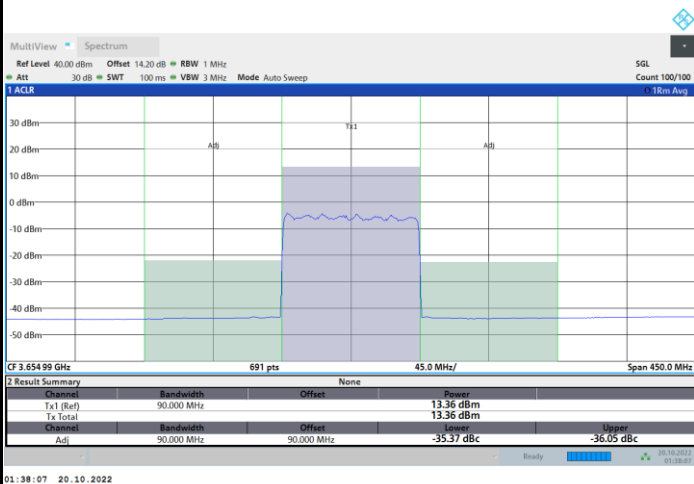 MultiView Spectrum
Ref Level 40.00 dBm Offset 14.20 dB RBW 1 MHz SGL
Att 30 dB SWT 100 ms VBW 3 MHz Mode Auto Sweep Count 100/100
1 ACLR 1Rm Avg
30 dBm
Tx1
20 dBm
Adj Adj
10 dBm
0 dBm
-10 dBm
-20 dBm
-30 dBm
-40 dBm
-50 dBm
CF 3.654 99 GHz 691 pts 45.0 MHz/ Span 450.0 MHz
2 Result Summary None
Channel Bandwidth Offset Power
Tx1 (Ref) 90.000 MHz 13.36 dBm
Tx Total 13.36 dBm
Channel Bandwidth Offset Lower Upper
Adj 90.000 MHz 90.000 MHz -35.37 dBc -36.05 dBc
Ready 20.10.2022
01:38:07
01:38:07 20.10.2022